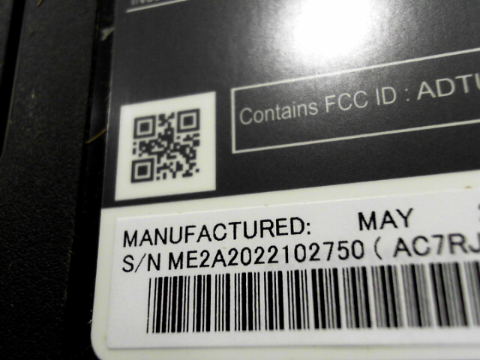 Contains FCC ID : ADTU
MANUFACTURED: MAY
S/N ME2A2022102750 ( AC7RJ